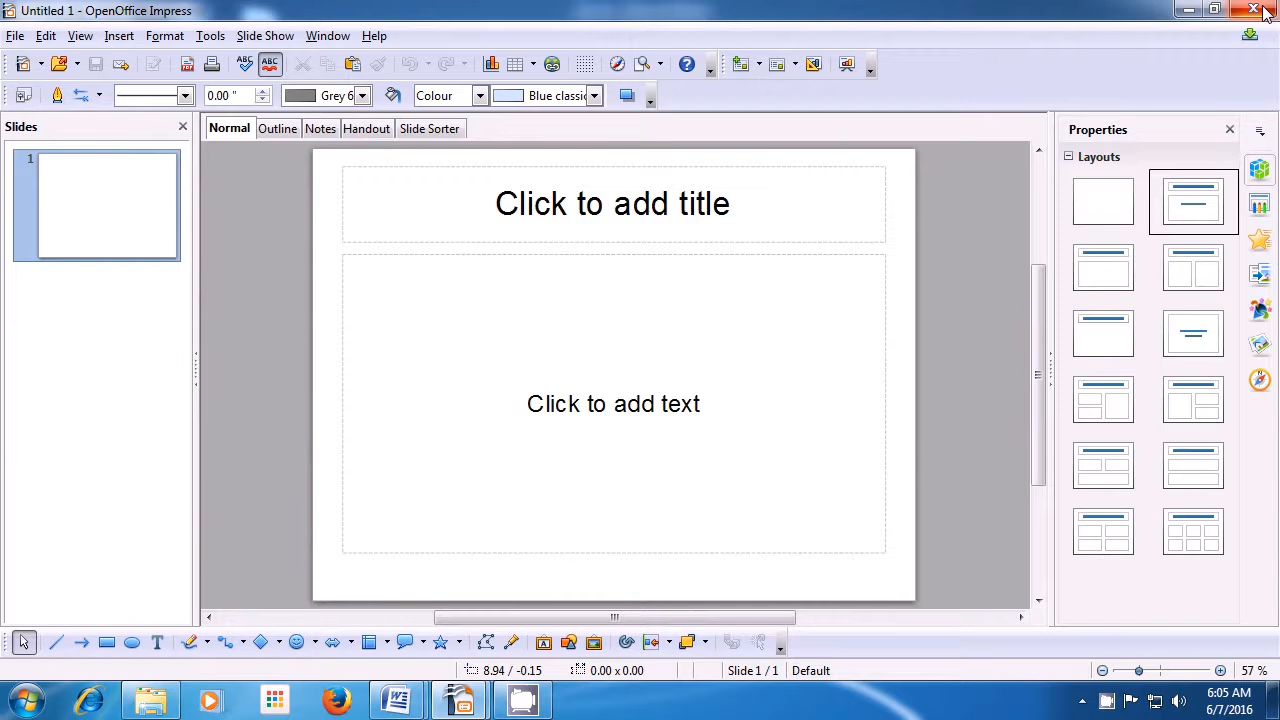 Untitled 1 - OpenOffice Impress
File Edit View Insert Format Tools Slide Show Window Help
ABC ABC
0.00 " Grey 6 Colour Blue classic
Slides Normal Outline Notes Handout Slide Sorter Properties
Layouts
1
Click to add title
Click to add text
8.94 / -0.15 0.00 x 0.00 Slide 1 / 1 Default 57 %
6:05 AM
6/7/2016